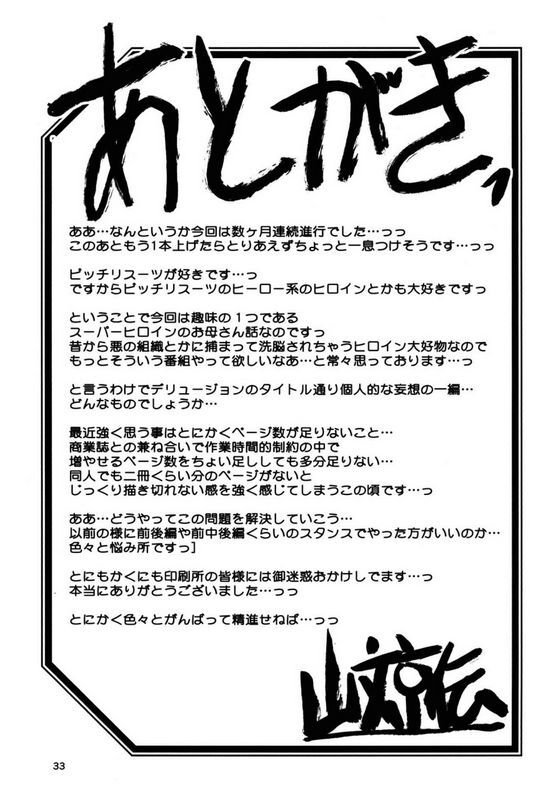 あとがきっ
ああ…なんというか今回は数ヶ月連続進行でした…っっ
このあともう1本上げたらとりあえずちょっと一息つけそうです…っっ
ピッチリスーツが好きです…っ
ですからピッチリスーツのヒーロー系のヒロインとかも大好きですっ
ということで今回は趣味の１つである
スーパーヒロインのお母さん話なのですっ
昔から悪の組織とかに捕まって洗脳されちゃうヒロイン大好物なので
もっとそういう番組やって欲しいなあ…と常々思っております…っ
と言うわけでデリュージョンのタイトル通り個人的な妄想の一編…
どんなものでしょうか…
最近強く思う事はとにかくページ数が足りないこと…
商業誌との兼ね合いで作業時間的制約の中で
増やせるページ数をちょい足ししても多分足りない…
同人でも二冊くらい分のページがないと
じっくり描き切れない感を強く感じてしまうこの頃です…っ
ああ…どうやってこの問題を解決していこう…
以前の様に前後編や前中後編くらいのスタンスでやった方がいいのか…
色々と悩み所ですっ]
とにもかくにも印刷所の皆様には御迷惑おかけしてます…っ
本当にありがとうございました…っっ
とにかく色々とがんばって精進せねば…っっ
山文京伝
33